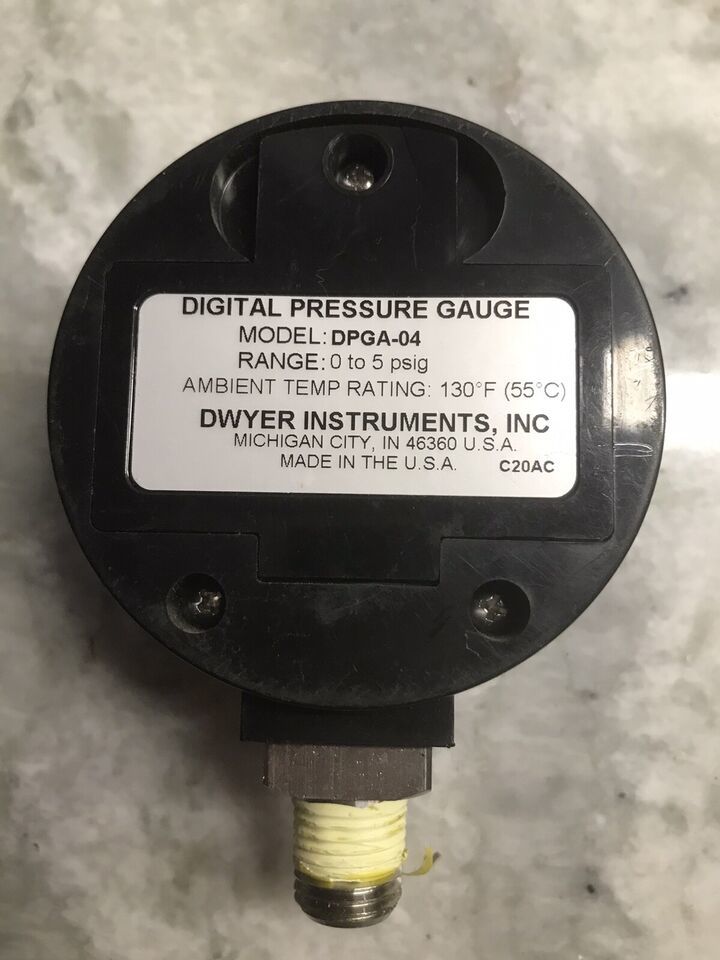 DIGITAL PRESSURE GAUGE
MODEL: DPGA-04
RANGE: 0 to 5 psig
AMBIENT TEMP RATING: 130°F (55°C)
DWYER INSTRUMENTS, INC
MICHIGAN CITY, IN 46360 U.S.A.
MADE IN THE U.S.A. C20AC